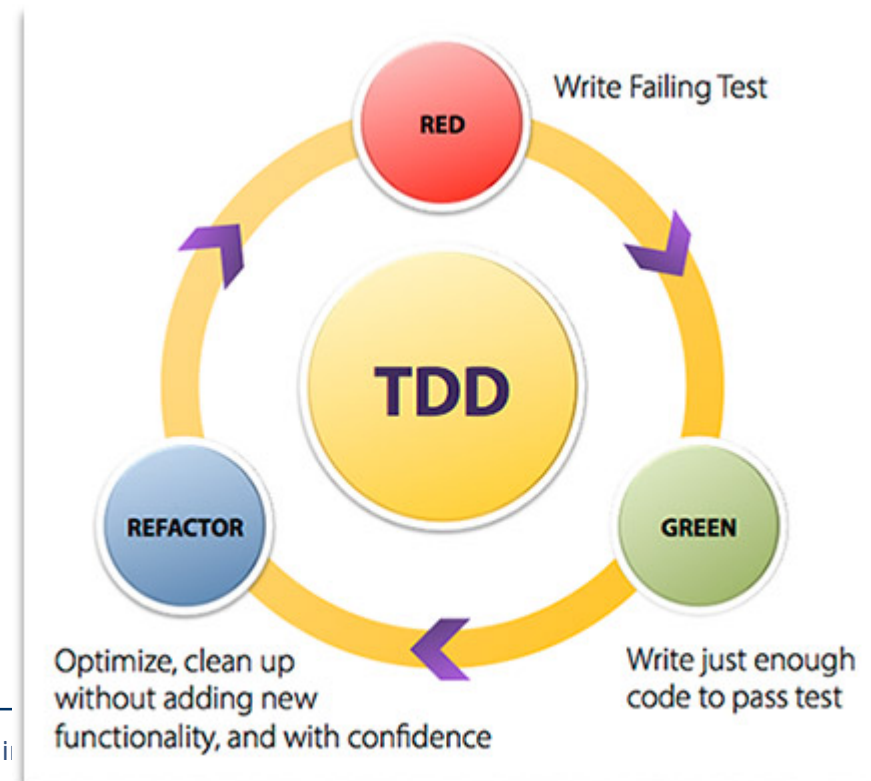 RED
Write Failing Test
TDD
REFACTOR
GREEN
Optimize, clean up
without adding new
functionality, and with confidence
Write just enough
code to pass test